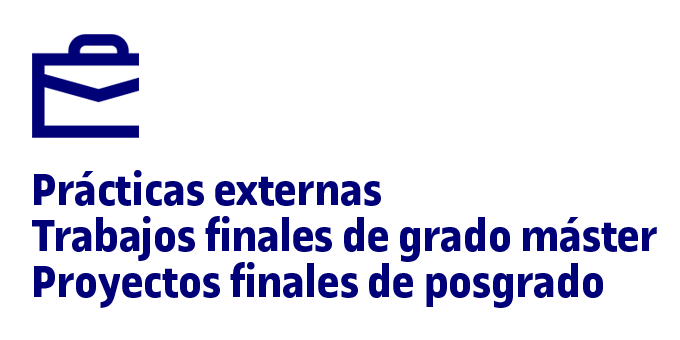 Prácticas externas
Trabajos finales de grado máster
Proyectos finales de posgrado